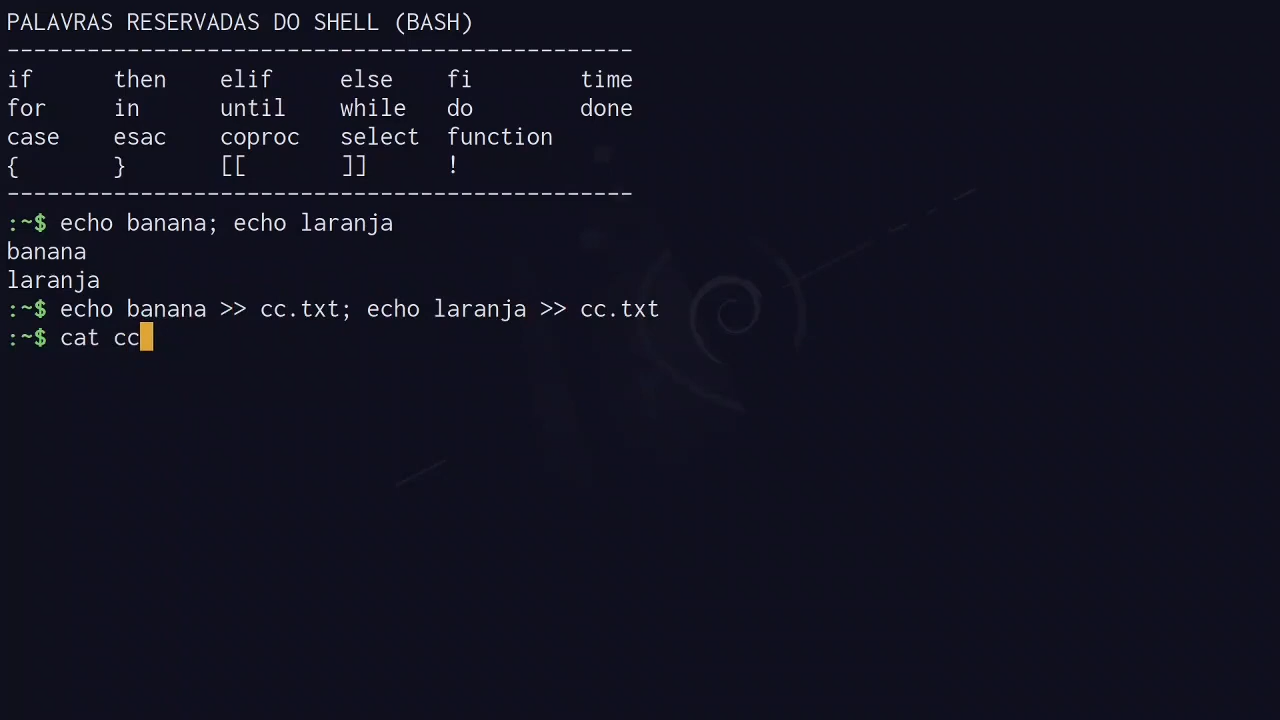 PALAVRAS RESERVADAS DO SHELL (BASH)
-----------------------------------------------
if then elif else fi time
for in until while do done
case esac coproc select function
{ } [[ ]] !
-----------------------------------------------
:~$ echo banana; echo laranja
banana
laranja
:~$ echo banana >> cc.txt; echo laranja >> cc.txt
:~$ cat cc